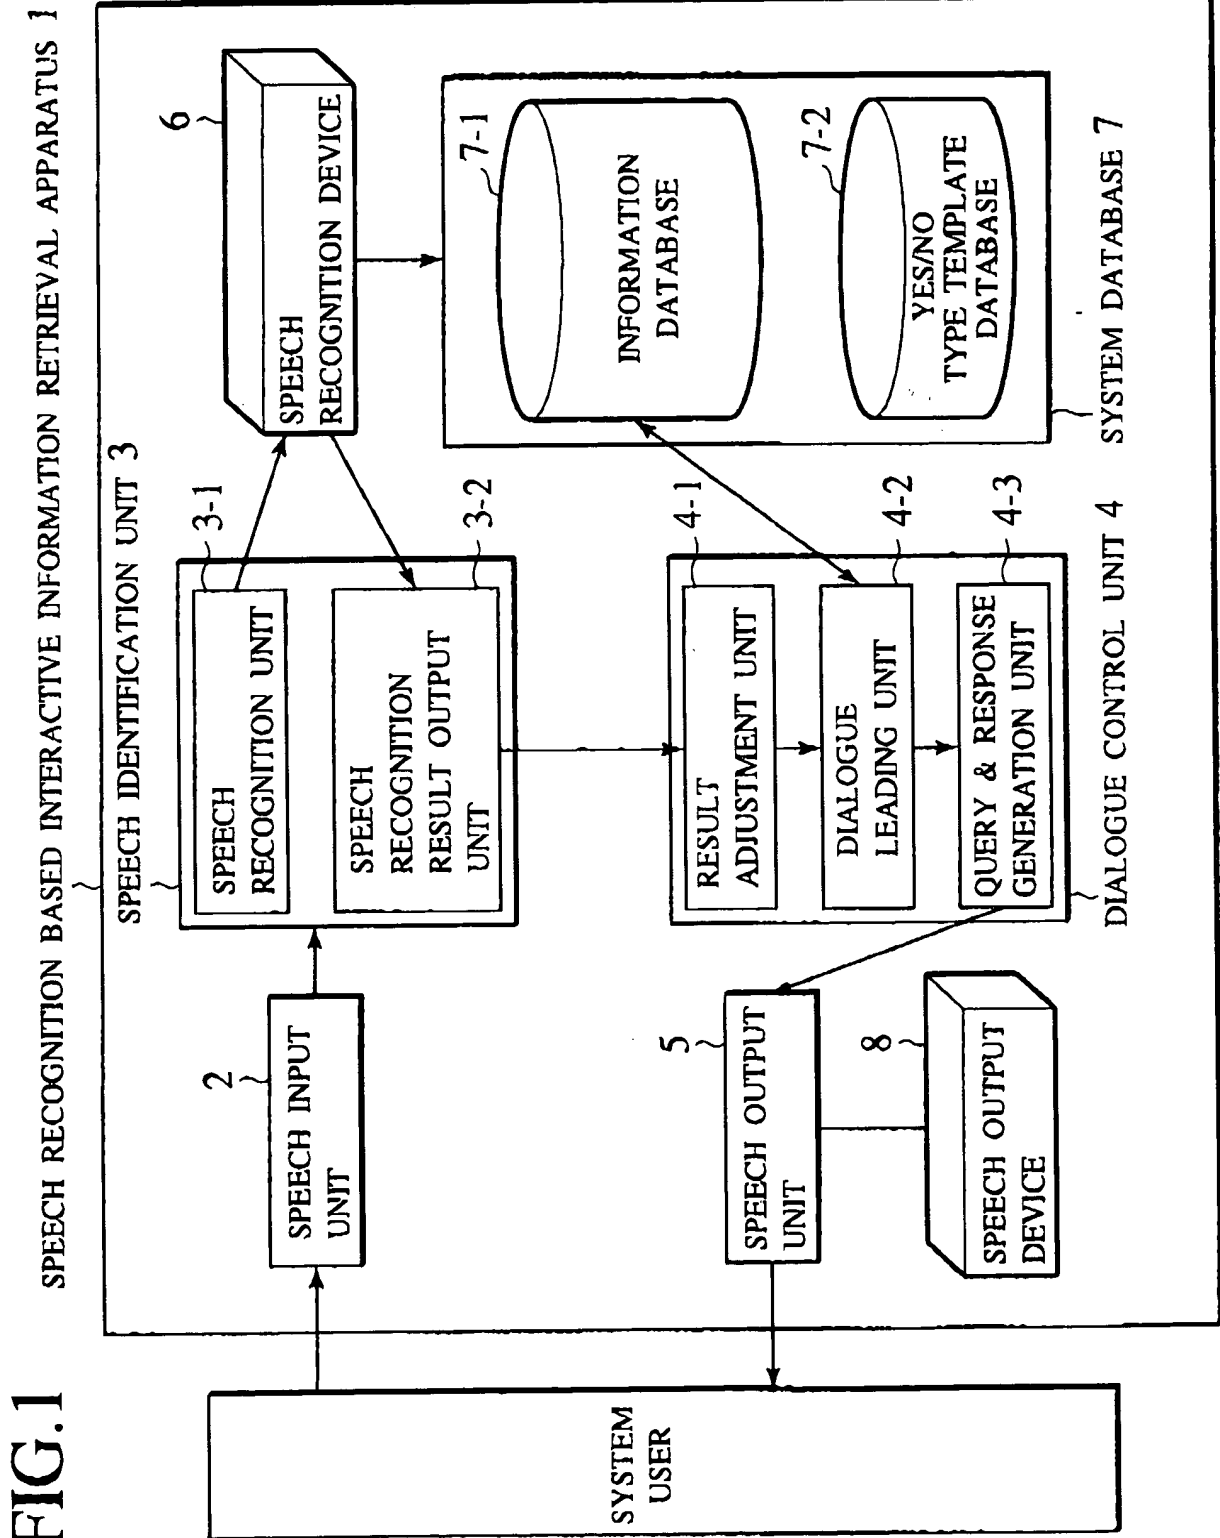 FIG.1
SPEECH RECOGNITION BASED INTERACTIVE INFORMATION RETRIEVAL APPARATUS 1
SPEECH IDENTIFICATION UNIT 3
SYSTEM
USER
2
SPEECH INPUT
UNIT
3-1
SPEECH
RECOGNITION UNIT
3-2
SPEECH
RECOGNITION
RESULT OUTPUT
UNIT
6
SPEECH
RECOGNITION DEVICE
7-1
INFORMATION
DATABASE
7-2
YES/NO
TYPE TEMPLATE
DATABASE
SYSTEM DATABASE 7
4-1
RESULT
ADJUSTMENT UNIT
4-2
DIALOGUE
LEADING UNIT
4-3
QUERY & RESPONSE
GENERATION UNIT
DIALOGUE CONTROL UNIT 4
5
SPEECH OUTPUT
UNIT
8
SPEECH OUTPUT
DEVICE